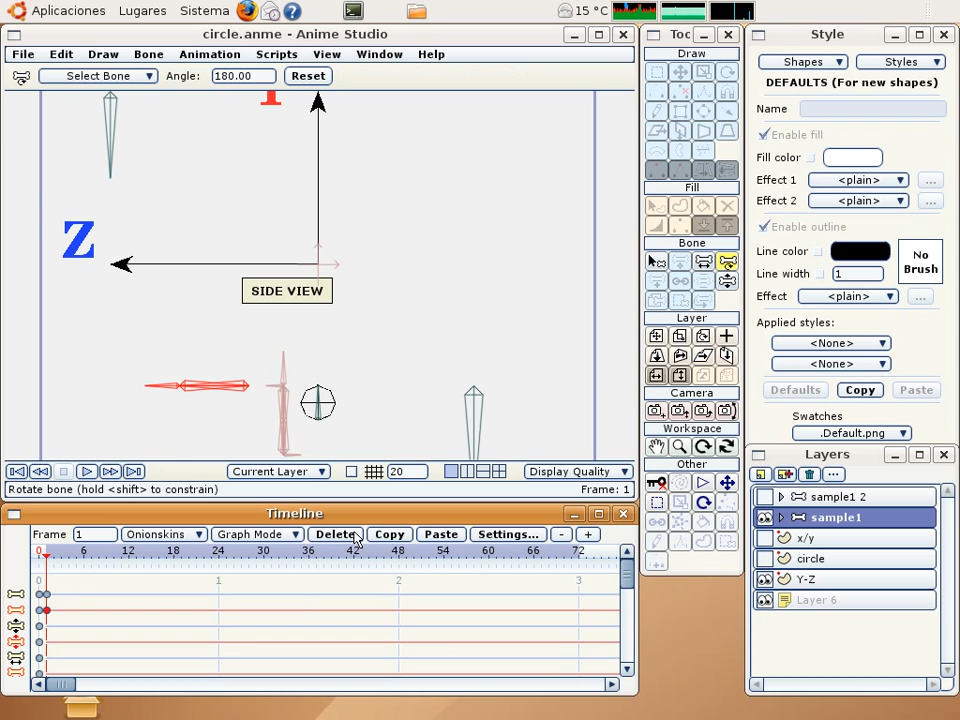 Aplicaciones Lugares Sistema 15 °C
circle.anme - Anime Studio
File Edit Draw Bone Animation Scripts View Window Help
Select Bone Angle: 180.00 Reset
Z
SIDE VIEW
Current Layer 20 Display Quality
Rotate bone (hold <shift> to constrain) Frame: 1
Timeline
Frame 1 Onionskins Graph Mode Delete Copy Paste Settings... - +
0 6 12 18 24 30 36 42 48 54 60 66 72
0 1 2 3
Draw
Fill
Bone
Layer
Camera
Workspace
Other
Style
Shapes Styles
DEFAULTS (For new shapes)
Name
Enable fill
Fill color
Effect 1 <plain> ...
Effect 2 <plain> ...
Enable outline
Line color
No
Brush
Line width 1
Effect <plain> ...
Applied styles:
<None>
<None>
Defaults Copy Paste
Swatches
.Default.png
Layers
sample1 2
sample1
x/y
circle
Y-Z
Layer 6